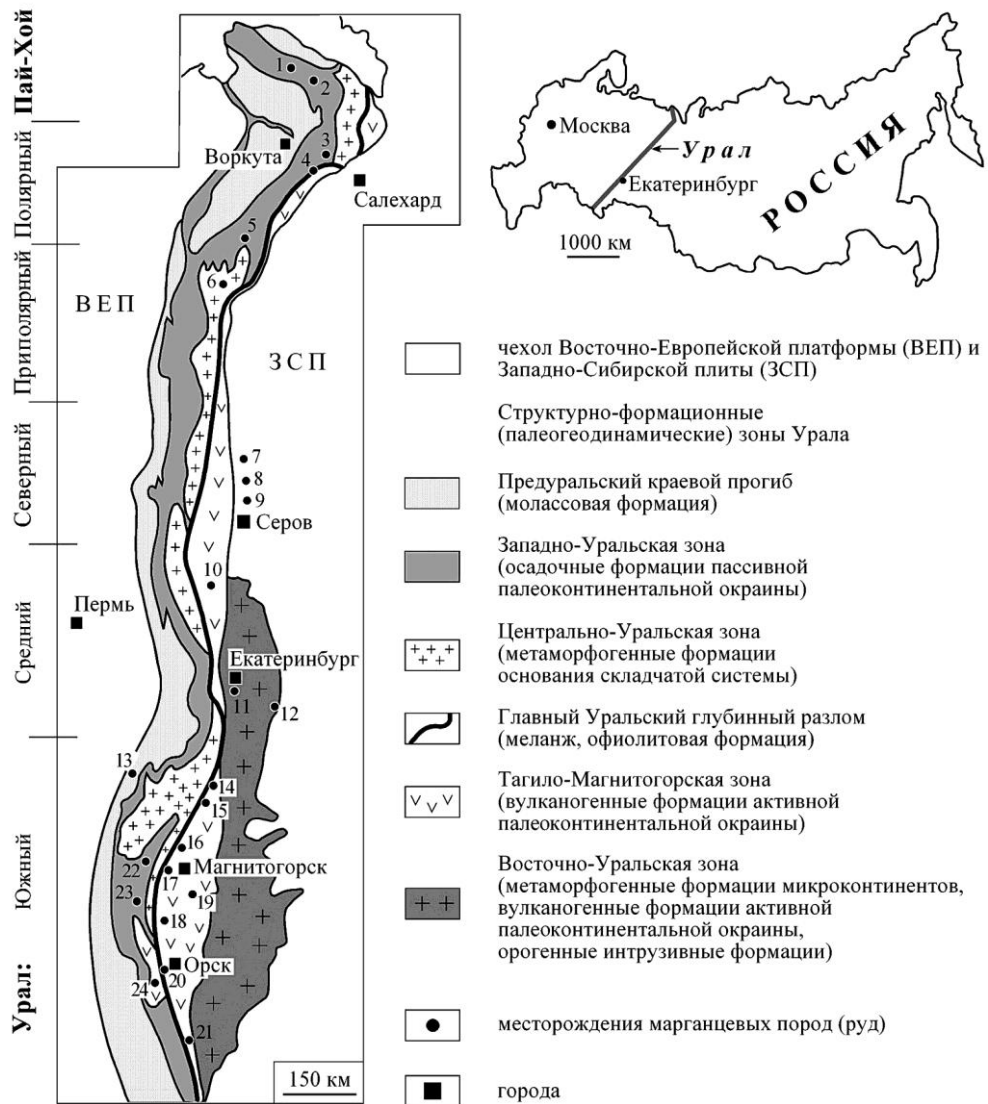 Пай-Хой
Полярный
Приполярный
Северный
Средний
Южный
Урал:
1
2
3
Воркута
4
Салехард
5
6
ВЕП
ЗСП
7
8
9
Серов
10
Пермь
Екатеринбург
11
12
13
14
15
16
22
Магнитогорск
17
23
19
18
Орск
20
24
21
150 км
Москва
Урал
Екатеринбург
РОССИЯ
1000 км
чехол Восточно-Европейской платформы (ВЕП) и
Западно-Сибирской плиты (ЗСП)
Структурно-формационные
(палеогеодинамические) зоны Урала
Предуральский краевой прогиб
(молассовая формация)
Западно-Уральская зона
(осадочные формации пассивной
палеоконтинентальной окраины)
Центрально-Уральская зона
(метаморфогенные формации
основания складчатой системы)
Главный Уральский глубинный разлом
(меланж, офиолитовая формация)
Тагило-Магнитогорская зона
(вулканогенные формации активной
палеоконтинентальной окраины)
Восточно-Уральская зона
(метаморфогенные формации микроконтинентов,
вулканогенные формации активной
палеоконтинентальной окраины,
орогенные интрузивные формации)
месторождения марганцевых пород (руд)
города